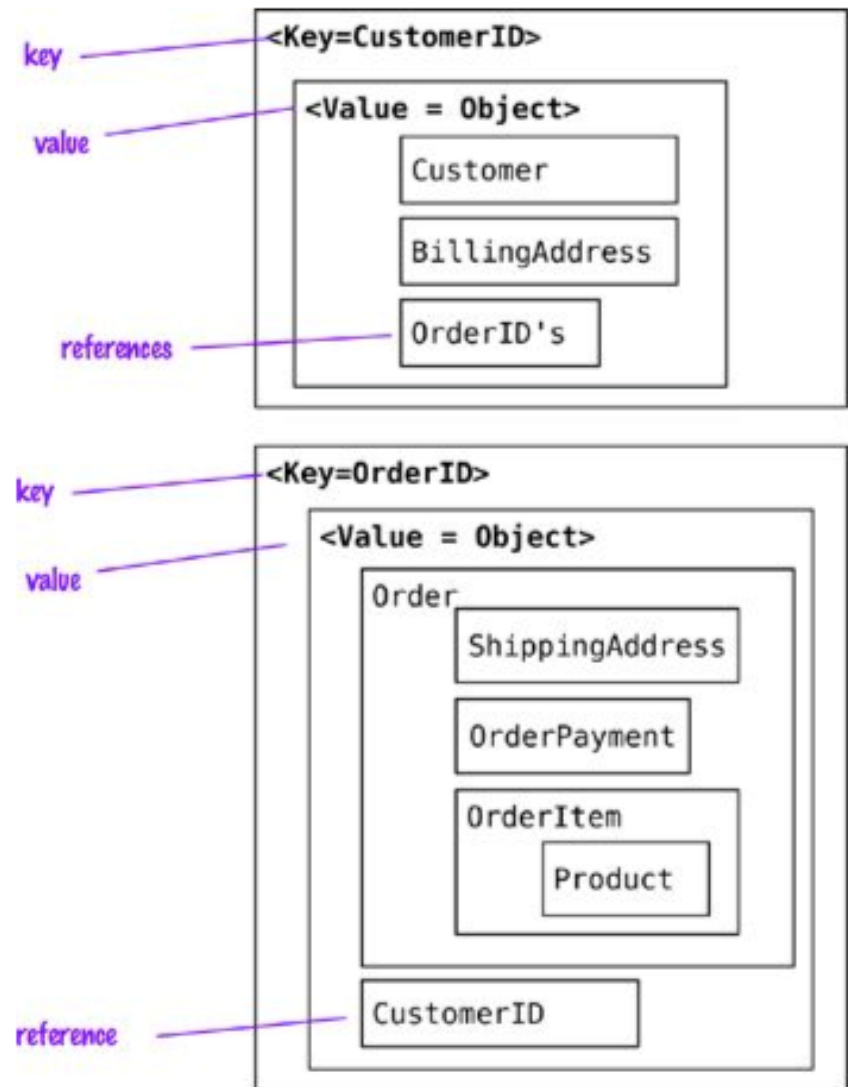 key
<Key=CustomerID>
value
<Value = Object>
Customer
BillingAddress
references
OrderID's
key
<Key=OrderID>
value
<Value = Object>
Order
ShippingAddress
OrderPayment
OrderItem
Product
reference
CustomerID